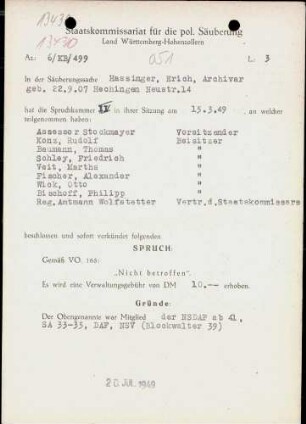 13430
13430
Staatskommissariat für die pol. Säuberung
Land Württemberg-Hohenzollern
Az: 6/KB/499
051
L 3
In der Säuberungssache Hassinger, Erich, Archivar
geb. 22.9.07 Hechingen Neustr.14
hat die Spruchkammer IV in ihrer Sitzung am 15.3.49 an welcher
teilgenommen haben:
Assessor Stockmayer Vorsitzender
Konz, Rudolf Beisitzer
Baumann, Thomas "
Schley, Friedrich "
Veit, Martha "
Fischer, Alexander "
Wick, Otto "
Bischoff, Philipp "
Reg.Amtmann Wolfstetter Vertr.d.Staatskommissars
beschlossen und sofort verkündet folgenden
SPRUCH:
Gemäß VO. 166:
„Nicht betroffen".
Es wird eine Verwaltungsgebühr von DM 10.-- erhoben.
Gründe:
Der Obengenannte war Mitglied der NSDAP ab 41,
SA 33-35, DAF, NSV (Blockwalter 39)
20. 1949